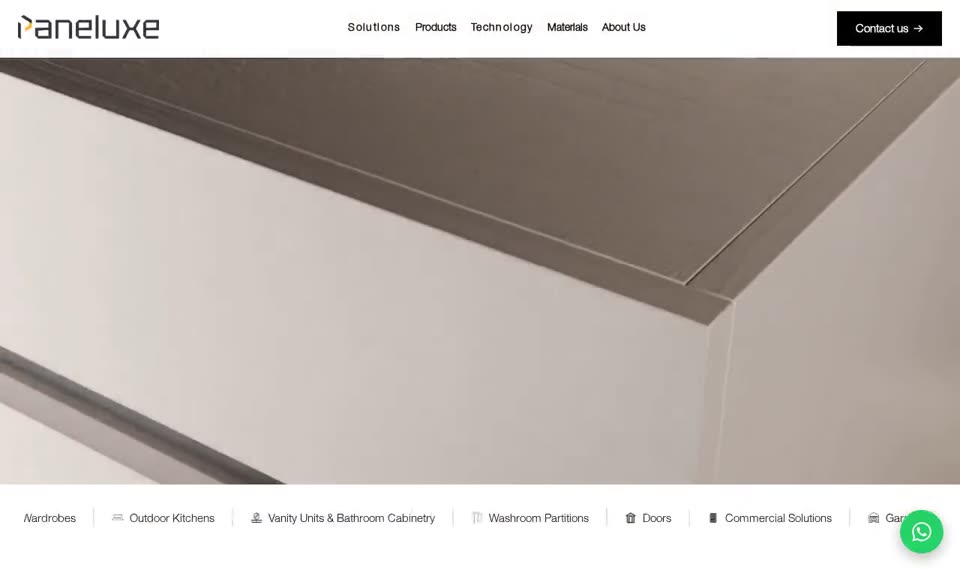 Paneluxe
Solutions Products Technology Materials About Us
Contact us →
Wardrobes Outdoor Kitchens Vanity Units & Bathroom Cabinetry Washroom Partitions Doors Commercial Solutions